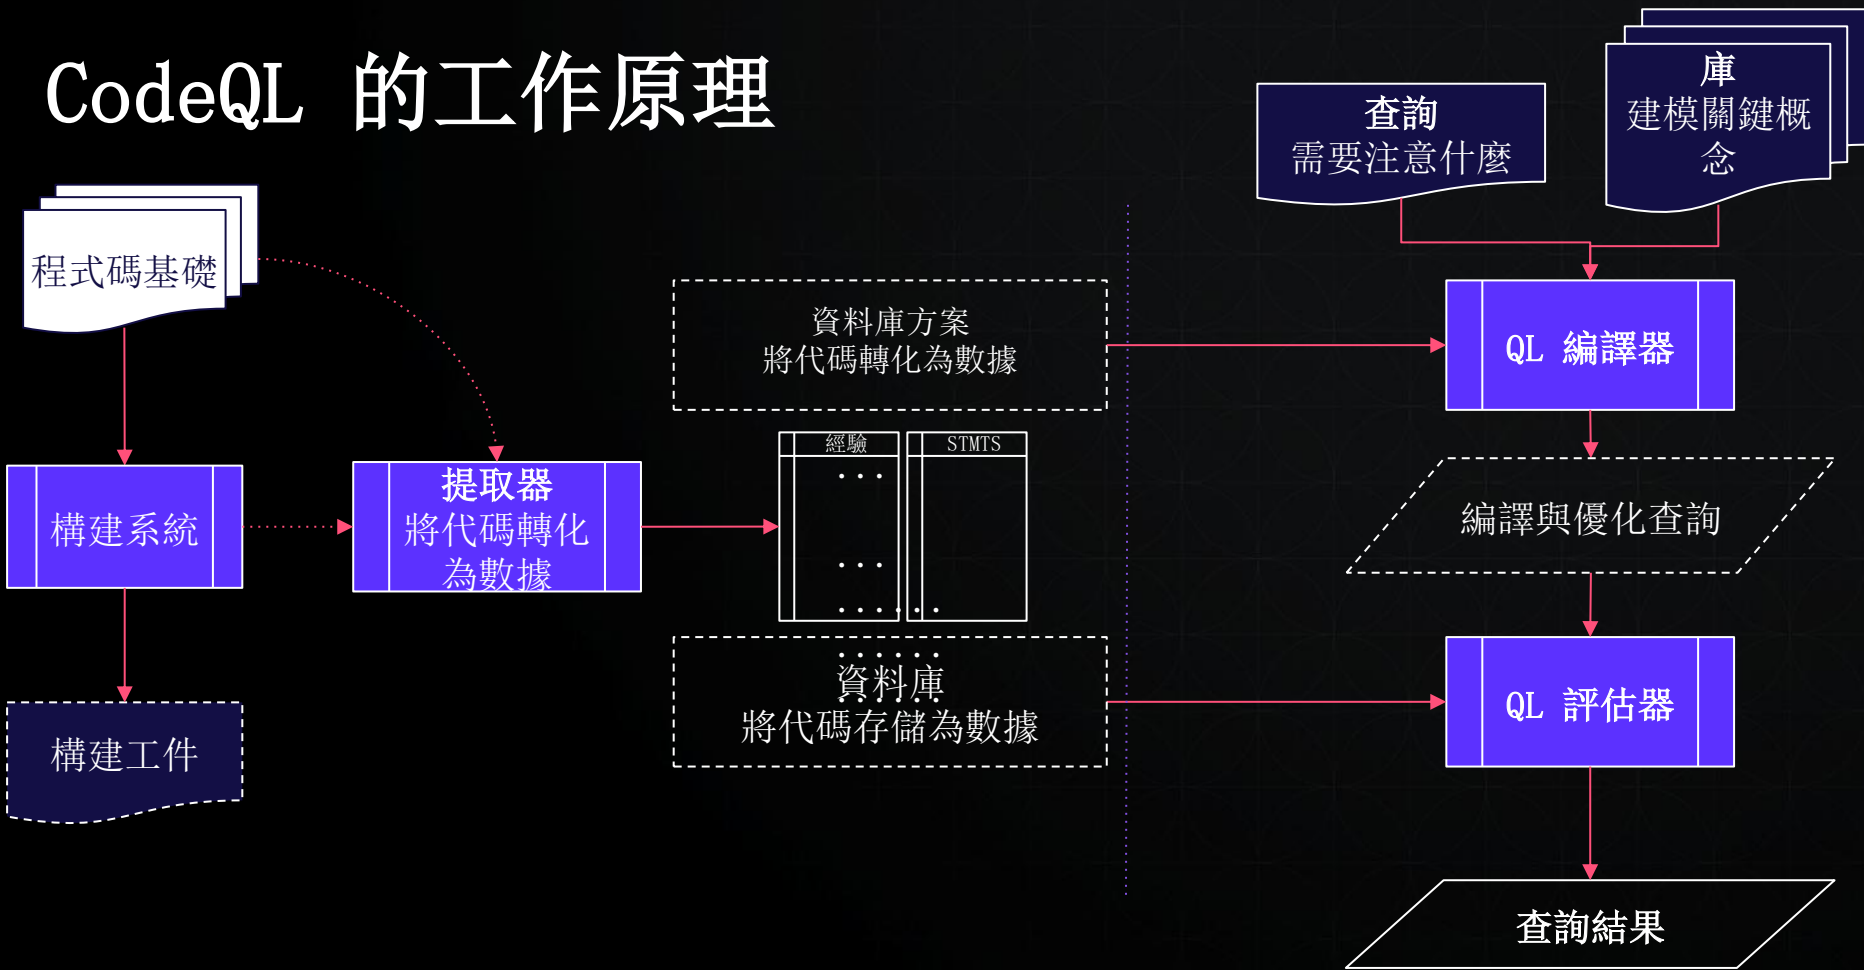 CodeQL 的工作原理
查詢
需要注意什麼
庫
建模關鍵概
念
程式碼基礎
資料庫方案
將代碼轉化為數據
QL 編譯器
經驗
STMTS
...
提取器
將代碼轉化
為數據
構建系統
編譯與優化查詢
...
......
......
資料庫
......
將代碼存儲為數據
QL 評估器
構建工件
查詢結果